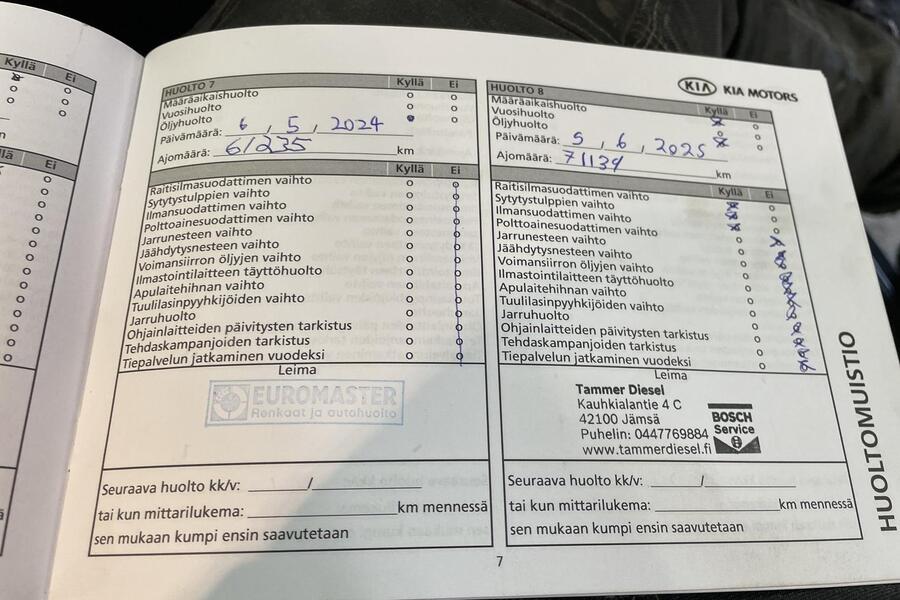 Kyllä Ei
HUOLTO 7 Kyllä Ei
Määräaikaishuolto
Vuosihuolto
Öljyhuolto
Päivämäärä: 6 , 5 , 2024
Ajomäärä: 61235 km
Kyllä Ei
Raitisilmasuodattimen vaihto
Sytytystulppien vaihto
Ilmansuodattimen vaihto
Polttoainesuodattimen vaihto
Jarrunesteen vaihto
Jäähdytysnesteen vaihto
Voimansiirron öljyjen vaihto
Ilmastointilaitteen täyttöhuolto
Apulaitehihnan vaihto
Tuulilasinpyyhkijöiden vaihto
Jarruhuolto
Ohjainlaitteiden päivitysten tarkistus
Tehdaskampanjoiden tarkistus
Tiepalvelun jatkaminen vuodeksi
Leima
EUROMASTER
Renkaat ja autohuolto
Seuraava huolto kk/v: /
tai kun mittarilukema: km mennessä
sen mukaan kumpi ensin saavutetaan
KIA KIA MOTORS
HUOLTO 8
Kyllä Ei
Määräaikaishuolto
Vuosihuolto
Öljyhuolto
Päivämäärä: 5 , 6 , 2025
Ajomäärä: 71139 km
Kyllä Ei
Raitisilmasuodattimen vaihto
Sytytystulppien vaihto
Ilmansuodattimen vaihto
Polttoainesuodattimen vaihto
Jarrunesteen vaihto
Jäähdytysnesteen vaihto
Voimansiirron öljyjen vaihto
Ilmastointilaitteen täyttöhuolto
Apulaitehihnan vaihto
Tuulilasinpyyhkijöiden vaihto
Jarruhuolto
Ohjainlaitteiden päivitysten tarkistus
Tehdaskampanjoiden tarkistus
Tiepalvelun jatkaminen vuodeksi
Leima
Tammer Diesel
Kauhkialantie 4 C
42100 Jämsä
Puhelin: 0447769884
www.tammerdiesel.fi
BOSCH
Service
Seuraava huolto kk/v: /
tai kun mittarilukema: km mennessä
sen mukaan kumpi ensin saavutetaan
HUOLTOMUISTIO
7